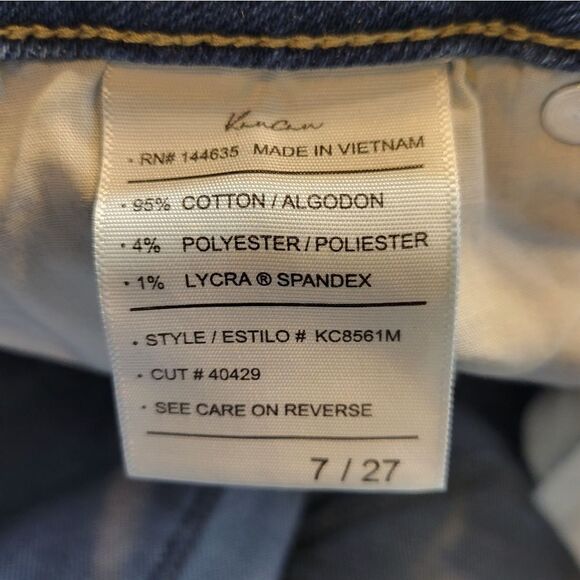 Kancan
· RN# 144635 MADE IN VIETNAM
· 95% COTTON / ALGODON
· 4% POLYESTER / POLIESTER
· 1% LYCRA ® SPANDEX
· STYLE / ESTILO # KC8561M
· CUT # 40429
· SEE CARE ON REVERSE
7 / 27